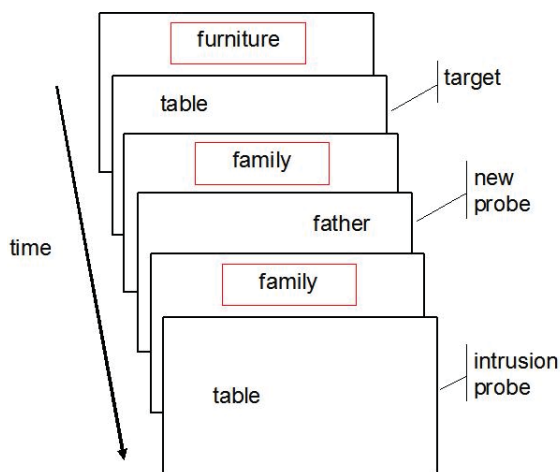 furniture
table
target
family
father
new
probe
time
family
table
intrusion
probe